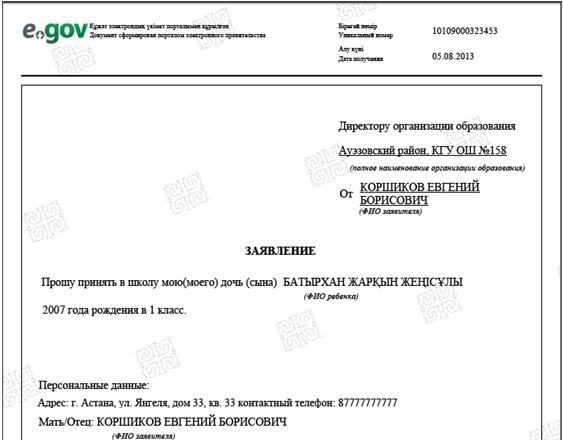 e.gov
Құжат электрондық үкімет порталымен құрылған
Документ сформирован порталом электронного правительства
Бірегей нөмір
Уникальный номер
10109000323453
Алу күні
Дата получения
05.08.2013
Директору организации образования
Ауэзовский район, КГУ ОШ №158
(полное наименование организации образования)
От КОРШИКОВ ЕВГЕНИЙ
БОРИСОВИЧ
(ФИО заявителя)
ЗАЯВЛЕНИЕ
Прошу принять в школу мою(моего) дочь (сына) БАТЫРХАН ЖАРҚЫН ЖЕҢІСҰЛЫ
(ФИО ребенка)
2007 года рождения в 1 класс.
Персональные данные:
Адрес: г. Астана, ул. Янгеля, дом 33, кв. 33 контактный телефон: 87777777777
Мать/Отец: КОРШИКОВ ЕВГЕНИЙ БОРИСОВИЧ
(ФИО заявителя)